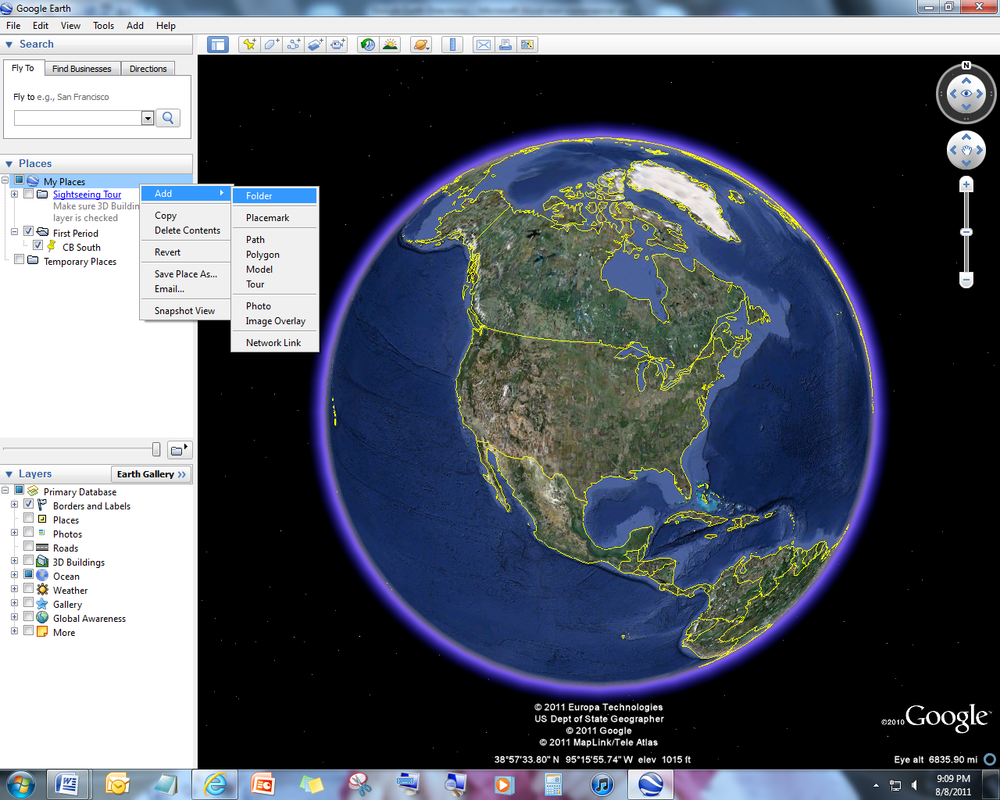 Google Earth
File Edit View Tools Add Help
Search
Fly To Find Businesses Directions
Fly to e.g., San Francisco
Places
My Places
Sightseeing Tour
Make sure 3D Buildin
layer is checked
First Period
CB South
Temporary Places
Add
Copy
Delete Contents
Revert
Save Place As...
Email...
Snapshot View
Folder
Placemark
Path
Polygon
Model
Tour
Photo
Image Overlay
Network Link
N
Layers
Earth Gallery >>
Primary Database
Borders and Labels
Places
Photos
Roads
3D Buildings
Ocean
Weather
Gallery
Global Awareness
More
© 2011 Europa Technologies
US Dept of State Geographer
© 2011 Google
© 2011 MapLink/Tele Atlas
©2010 Google™
38°57'33.80" N 95°15'55.74" W elev 1015 ft
Eye alt 6835.90 mi
9:09 PM
8/8/2011